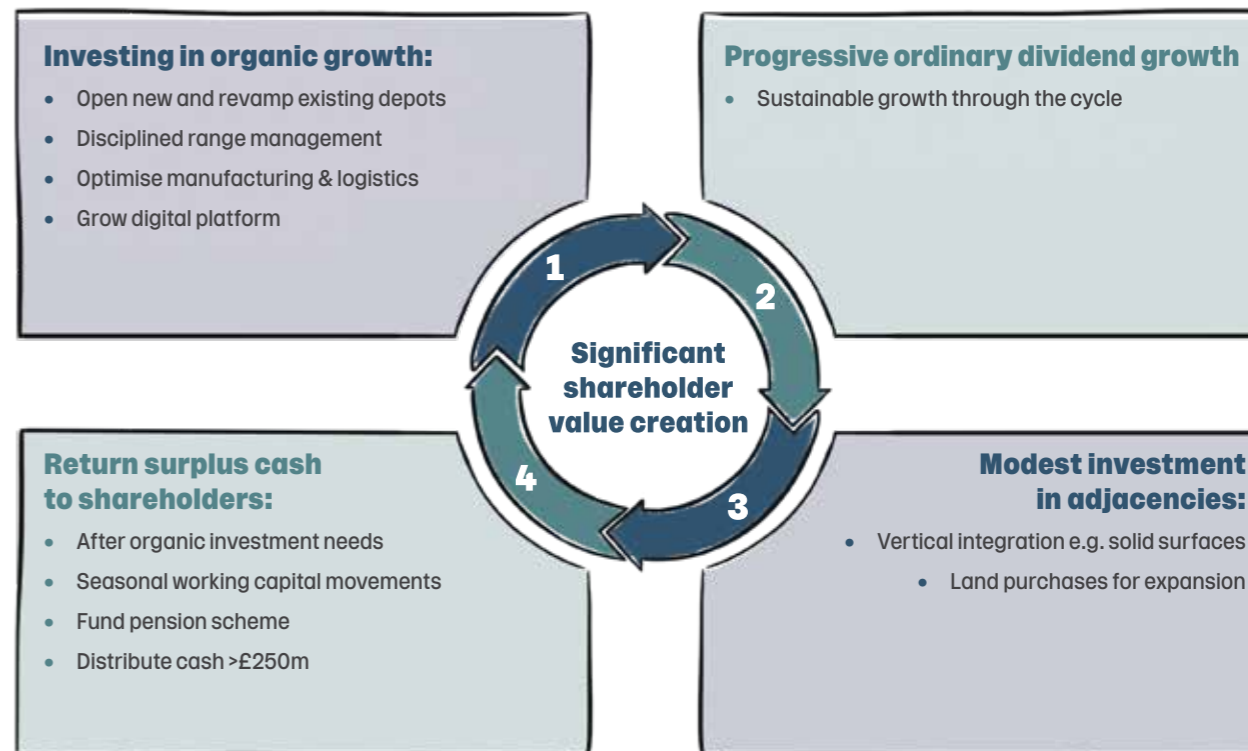 Investing in organic growth:
• Open new and revamp existing depots
• Disciplined range management
• Optimise manufacturing & logistics
• Grow digital platform
Progressive ordinary dividend growth
• Sustainable growth through the cycle
1
2
Significant
shareholder
value creation
4
3
Return surplus cash
to shareholders:
• After organic investment needs
• Seasonal working capital movements
• Fund pension scheme
• Distribute cash >£250m
Modest investment
in adjacencies:
• Vertical integration e.g. solid surfaces
• Land purchases for expansion